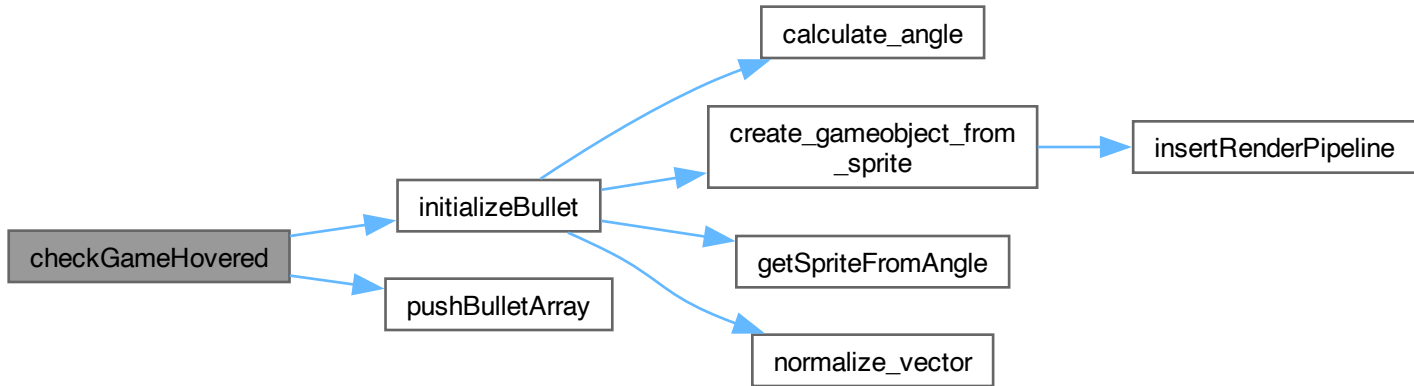 calculate_angle
create_gameobject_from
_sprite
insertRenderPipeline
initializeBullet
checkGameHovered
getSpriteFromAngle
pushBulletArray
normalize_vector